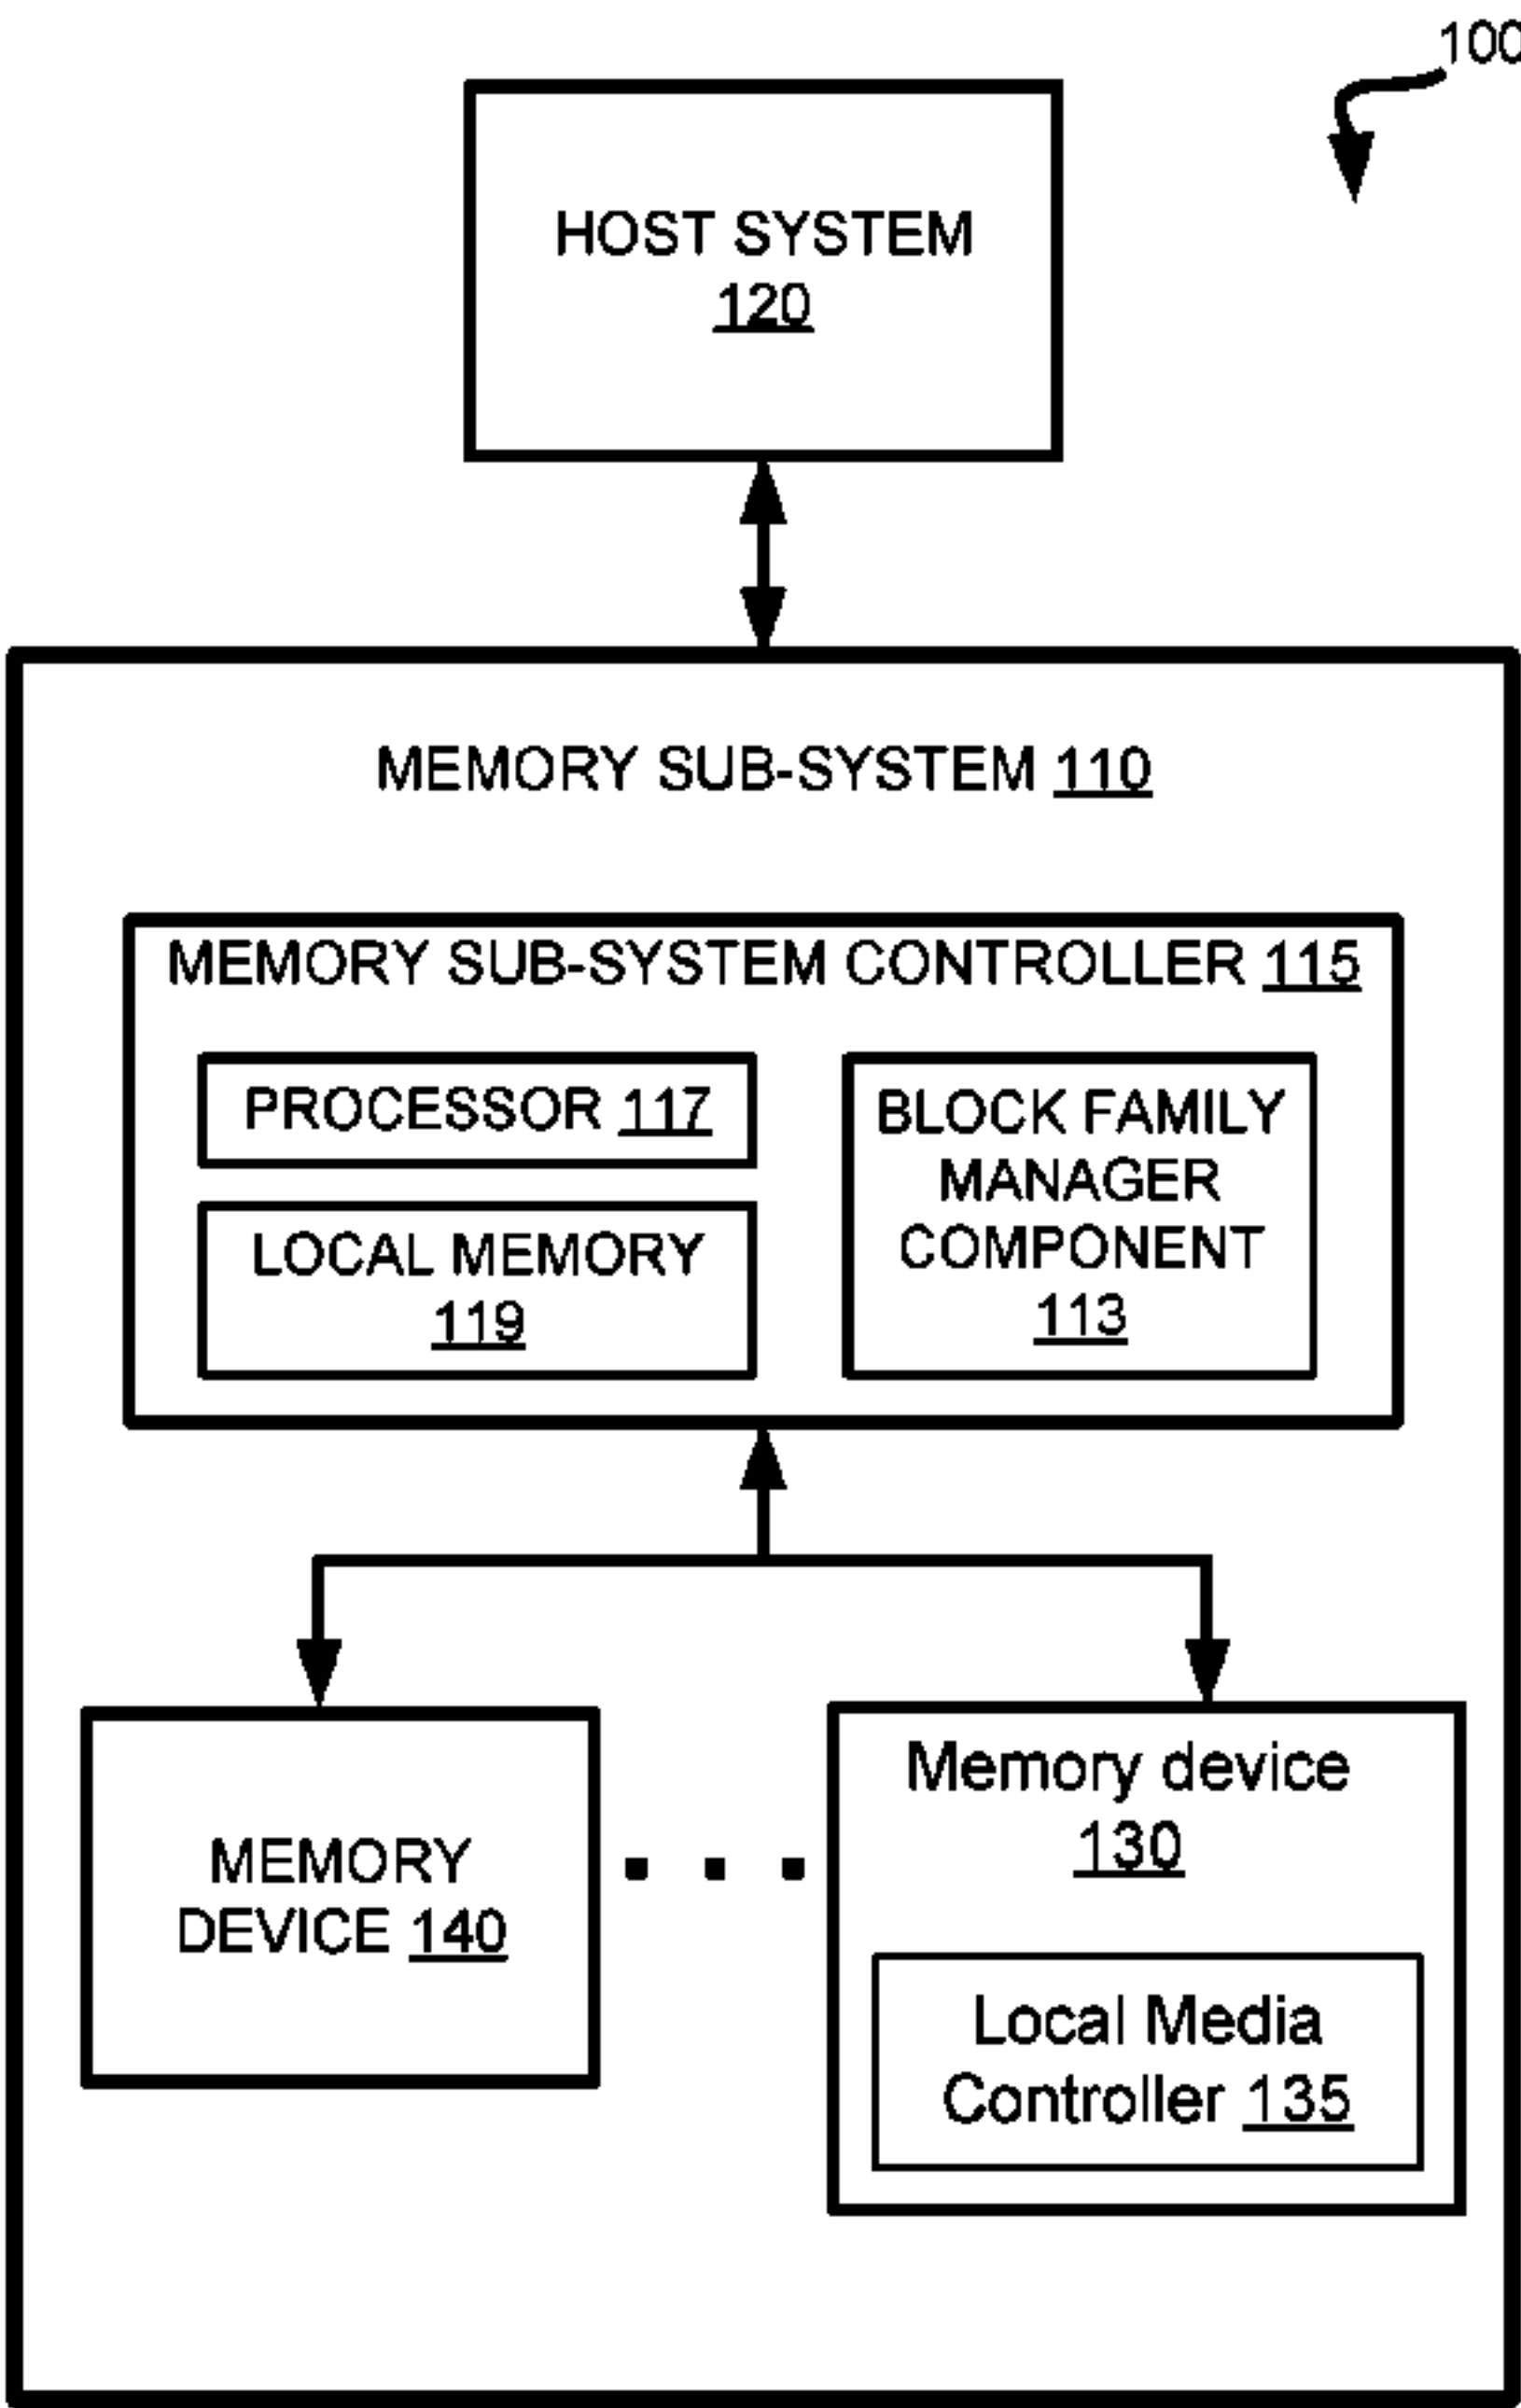 100
HOST SYSTEM
120
MEMORY SUB-SYSTEM 110
MEMORY SUB-SYSTEM CONTROLLER 115
PROCESSOR 117
LOCAL MEMORY
119
BLOCK FAMILY
MANAGER
COMPONENT
113
MEMORY
DEVICE 140
Memory device
130
Local Media
Controller 135